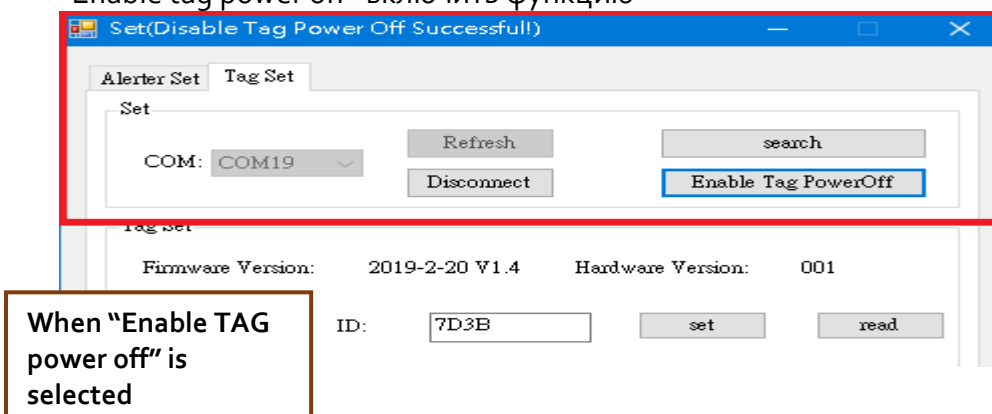 Enable tag power off" включить функцию
Set(Disable Tag Power Off Successful!)
Alerter Set Tag Set
Set
COM: COM19 Refresh search
Disconnect Enable Tag PowerOff
Tag Set
Firmware Version: 2019-2-20 V1.4 Hardware Version: 001
ID: 7D3B set read
When “Enable TAG
power off” is
selected